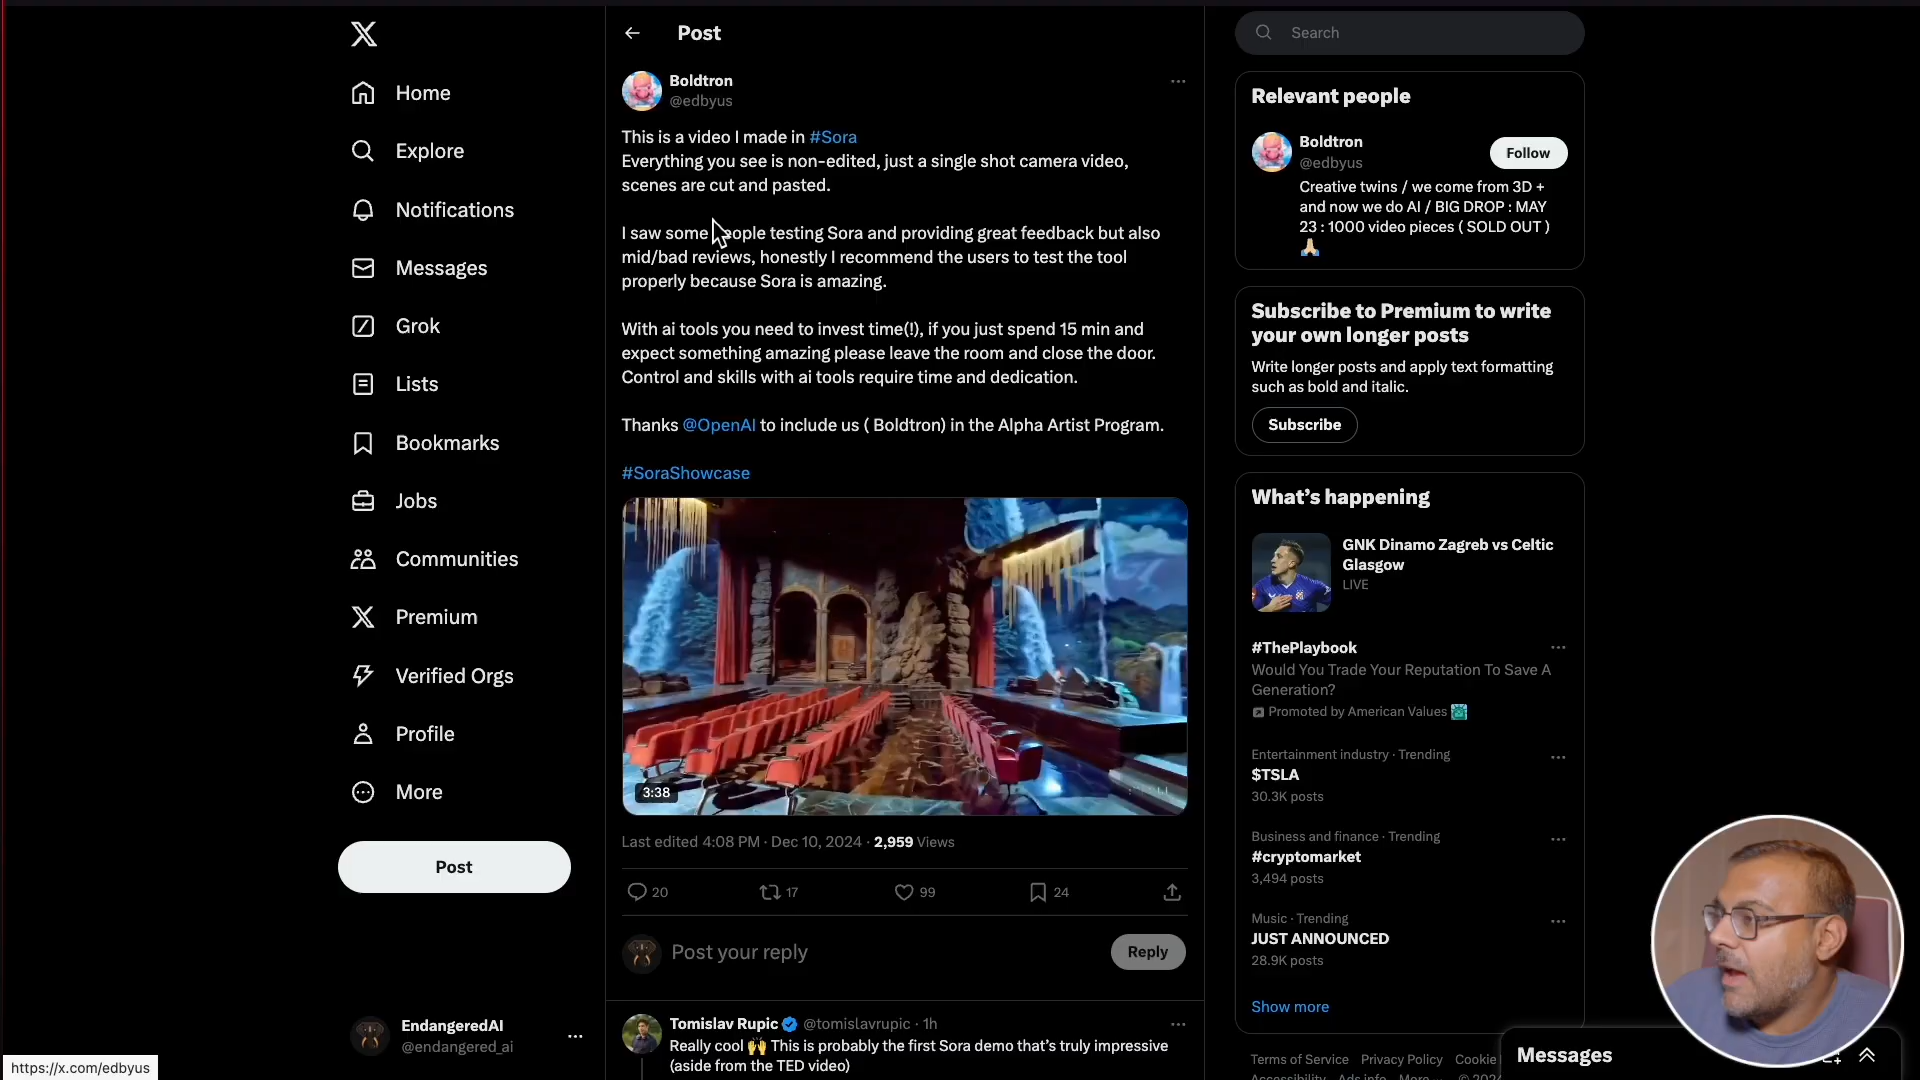 Home
Explore
Notifications
Messages
Grok
Lists
Bookmarks
Jobs
Communities
Premium
Verified Orgs
Profile
More
Post
EndangeredAI
@endangered_ai
https://x.com/edbyus
Post
Boldtron
@edbyus
This is a video I made in #Sora
Everything you see is non-edited, just a single shot camera video,
scenes are cut and pasted.
I saw some people testing Sora and providing great feedback but also
mid/bad reviews, honestly I recommend the users to test the tool
properly because Sora is amazing.
With ai tools you need to invest time(!), if you just spend 15 min and
expect something amazing please leave the room and close the door.
Control and skills with ai tools require time and dedication.
Thanks @OpenAI to include us ( Boldtron) in the Alpha Artist Program.
#SoraShowcase
3:38
Last edited 4:08 PM · Dec 10, 2024 · 2,959 Views
20 17 99 24
Post your reply
Reply
Tomislav Rupic @tomislavrupic · 1h
Really cool 🙌 This is probably the first Sora demo that's truly impressive
(aside from the TED video)
Search
Relevant people
Boldtron
@edbyus
Follow
Creative twins / we come from 3D +
and now we do AI / BIG DROP : MAY
23 : 1000 video pieces ( SOLD OUT )
🙏🏼
Subscribe to Premium to write
your own longer posts
Write longer posts and apply text formatting
such as bold and italic.
Subscribe
What's happening
GNK Dinamo Zagreb vs Celtic
Glasgow
LIVE
#ThePlaybook
Would You Trade Your Reputation To Save A
Generation?
Promoted by American Values
Entertainment industry · Trending
$TSLA
30.3K posts
Business and finance · Trending
#cryptomarket
3,494 posts
Music · Trending
JUST ANNOUNCED
28.9K posts
Show more
Terms of Service Privacy Policy Cookie
Messages